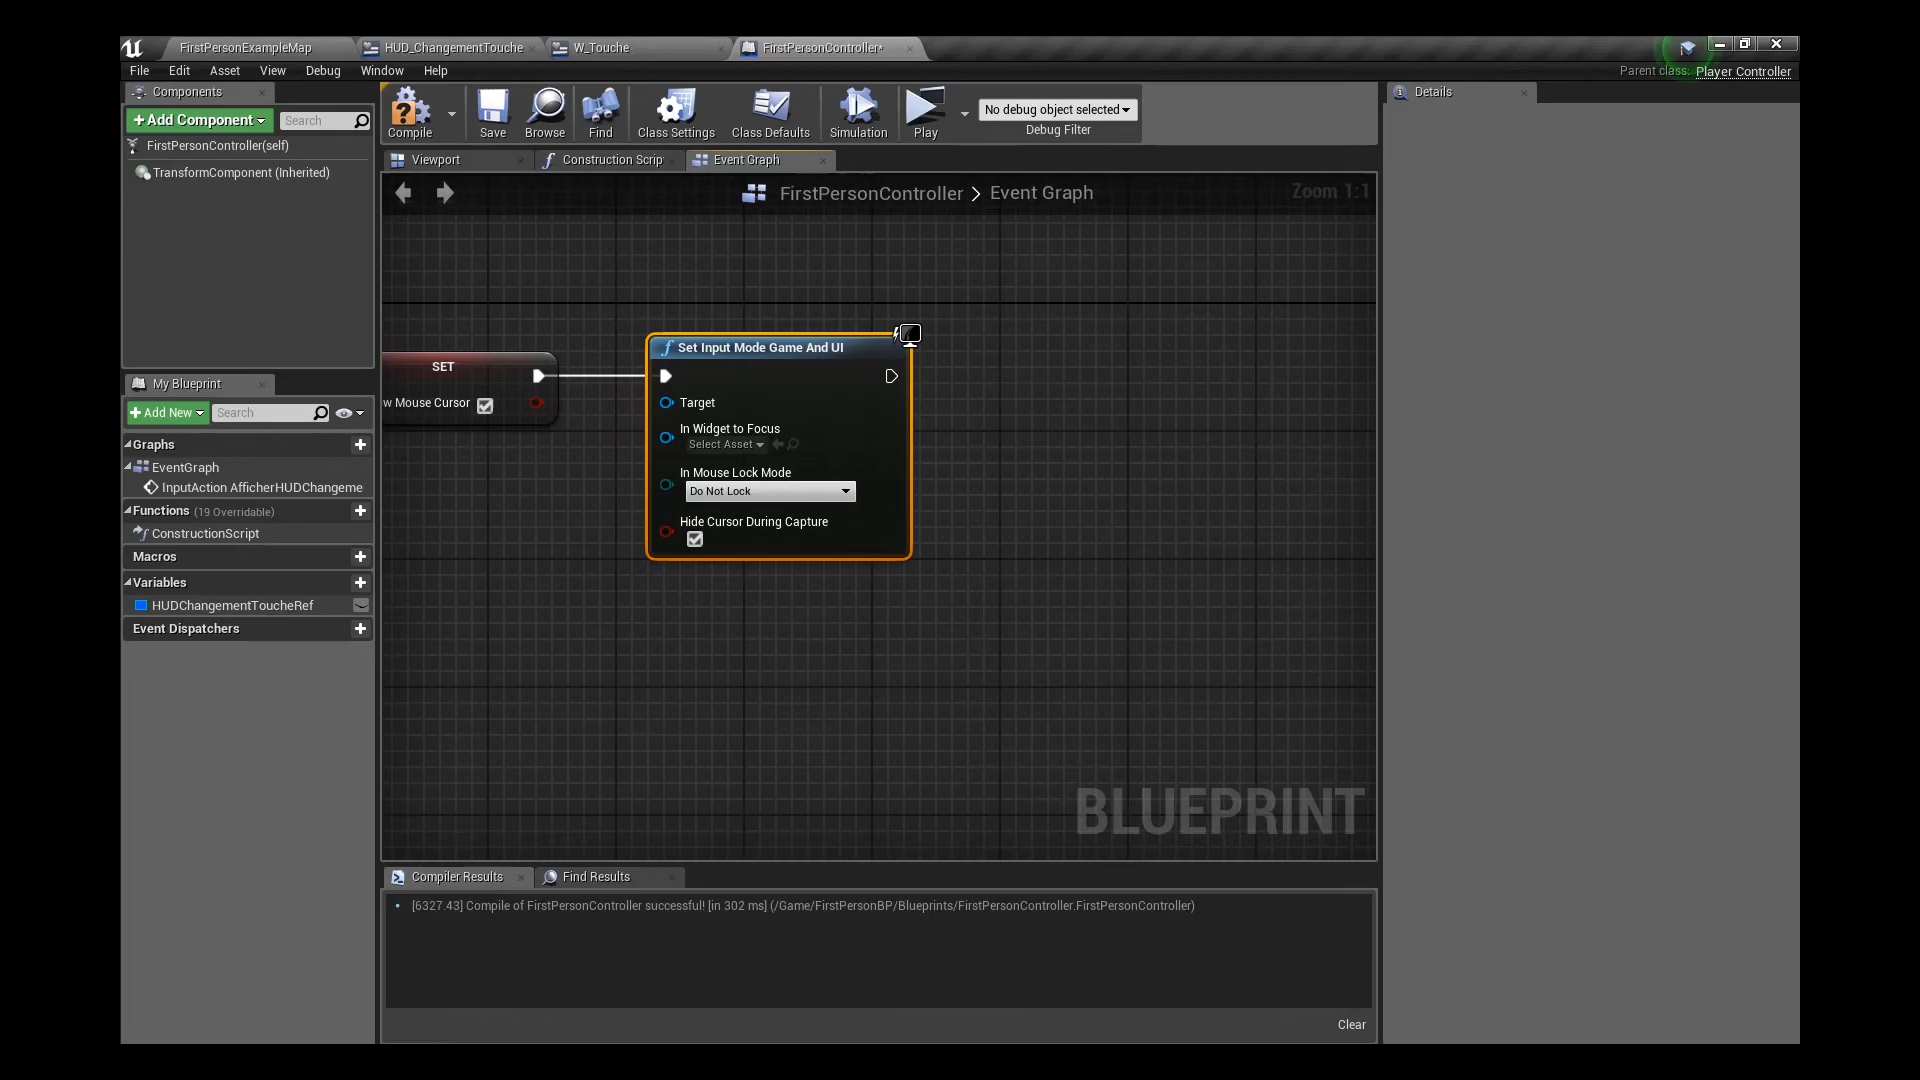 FirstPersonExampleMap
HUD_ChangementTouche
W_Touche
FirstPersonController*
File Edit Asset View Debug Window Help
Parent class: Player Controller
Components
+ Add Component
Search
FirstPersonController(self)
TransformComponent (Inherited)
Compile
Save
Browse
Find
Class Settings
Class Defaults
Simulation
Play
No debug object selected
Debug Filter
Details
Viewport
Construction Scrip
Event Graph
FirstPersonController > Event Graph
Zoom 1:1
SET
w Mouse Cursor
Set Input Mode Game And UI
Target
In Widget to Focus
Select Asset
In Mouse Lock Mode
Do Not Lock
Hide Cursor During Capture
BLUEPRINT
My Blueprint
+ Add New
Search
Graphs
EventGraph
InputAction AfficherHUDChangeme
Functions (19 Overridable)
ConstructionScript
Macros
Variables
HUDChangementToucheRef
Event Dispatchers
Compiler Results
Find Results
[6327.43] Compile of FirstPersonController successful! [in 302 ms] (/Game/FirstPersonBP/Blueprints/FirstPersonController.FirstPersonController)
Clear